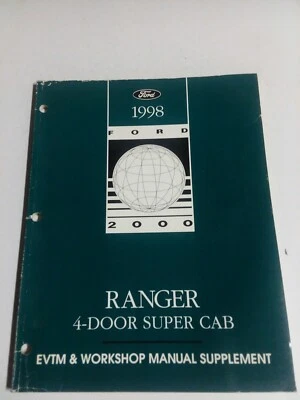 Ford
1998
FORD
2000
RANGER
4-DOOR SUPER CAB
EVTM & WORKSHOP MANUAL SUPPLEMENT